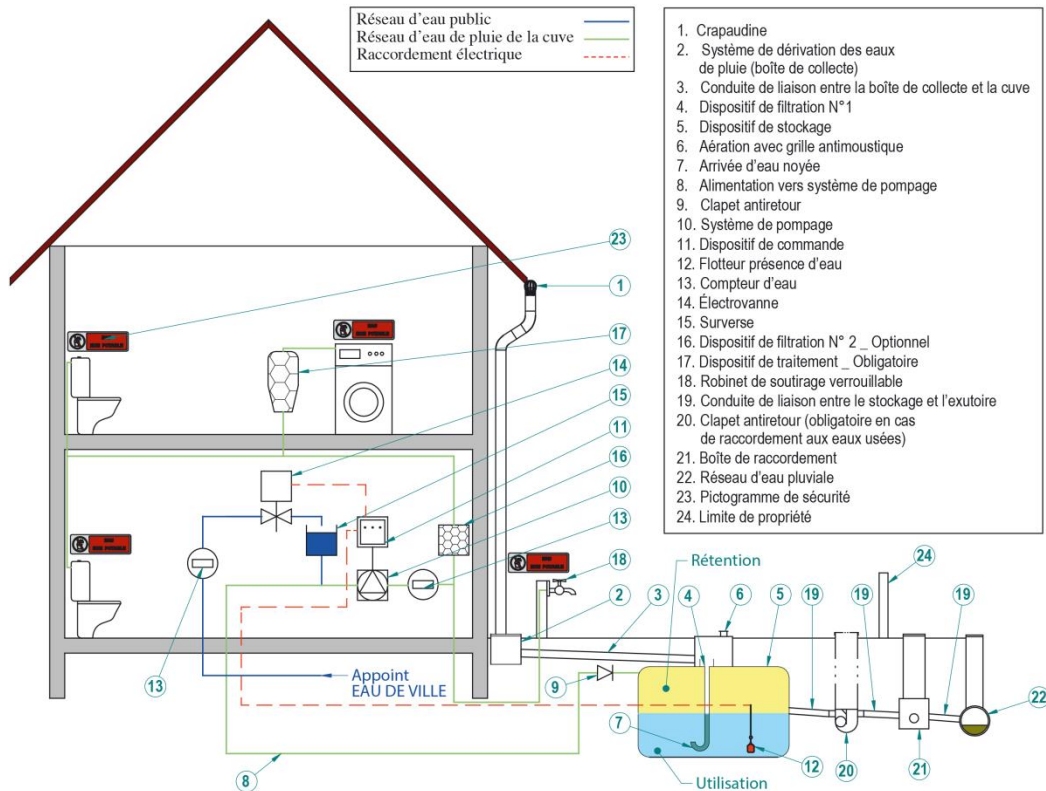 Réseau d'eau public
Réseau d'eau de pluie de la cuve
Raccordement électrique
1. Crapaudine
2. Système de dérivation des eaux
de pluie (boîte de collecte)
3. Conduite de liaison entre la boîte de collecte et la cuve
4. Dispositif de filtration N°1
5. Dispositif de stockage
6. Aération avec grille antimoustique
7. Arrivée d'eau noyée
8. Alimentation vers système de pompage
9. Clapet antiretour
10. Système de pompage
11. Dispositif de commande
12. Flotteur présence d'eau
13. Compteur d'eau
14. Électrovanne
15. Surverse
16. Dispositif de filtration N° 2 _ Optionnel
17. Dispositif de traitement _ Obligatoire
18. Robinet de soutirage verrouillable
19. Conduite de liaison entre le stockage et l'exutoire
20. Clapet antiretour (obligatoire en cas
de raccordement aux eaux usées)
21. Boîte de raccordement
22. Réseau d'eau pluviale
23. Pictogramme de sécurité
24. Limite de propriété
23
1
17
14
15
11
16
10
13
18
2
3
4
6
5
19
19
24
19
Rétention
13
Appoint
EAU DE VILLE
9
7
8
12
20
21
22
Utilisation